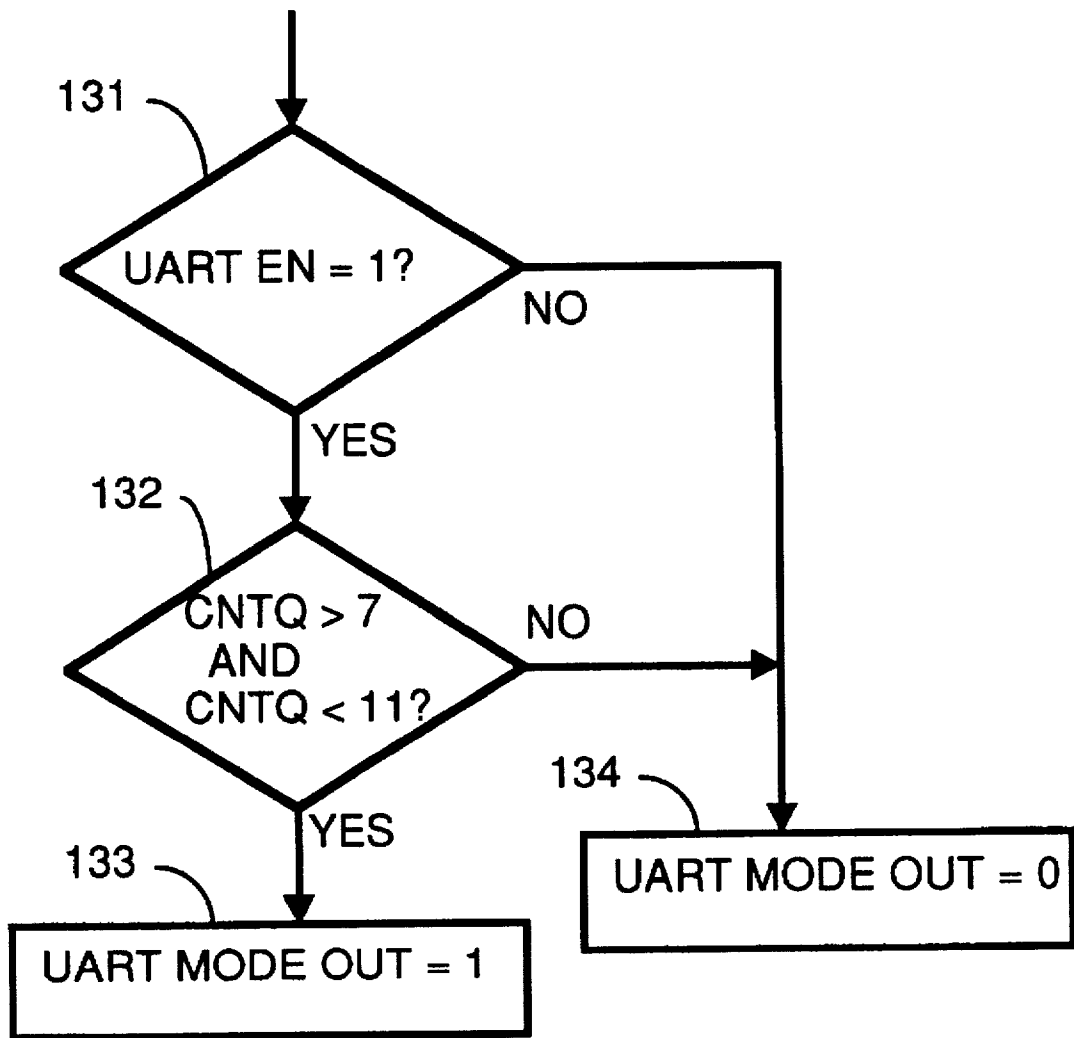 131
UART EN = 1?
NO
YES
132
CNTQ > 7
AND
CNTQ < 11?
NO
YES
134
UART MODE OUT = 0
133
UART MODE OUT = 1